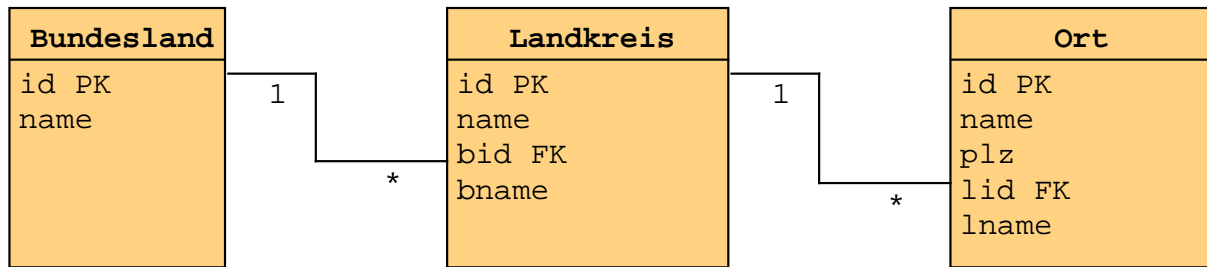 Bundesland
id PK
name
1
*
Landkreis
id PK
name
bid FK
bname
1
*
Ort
id PK
name
plz
lid FK
lname